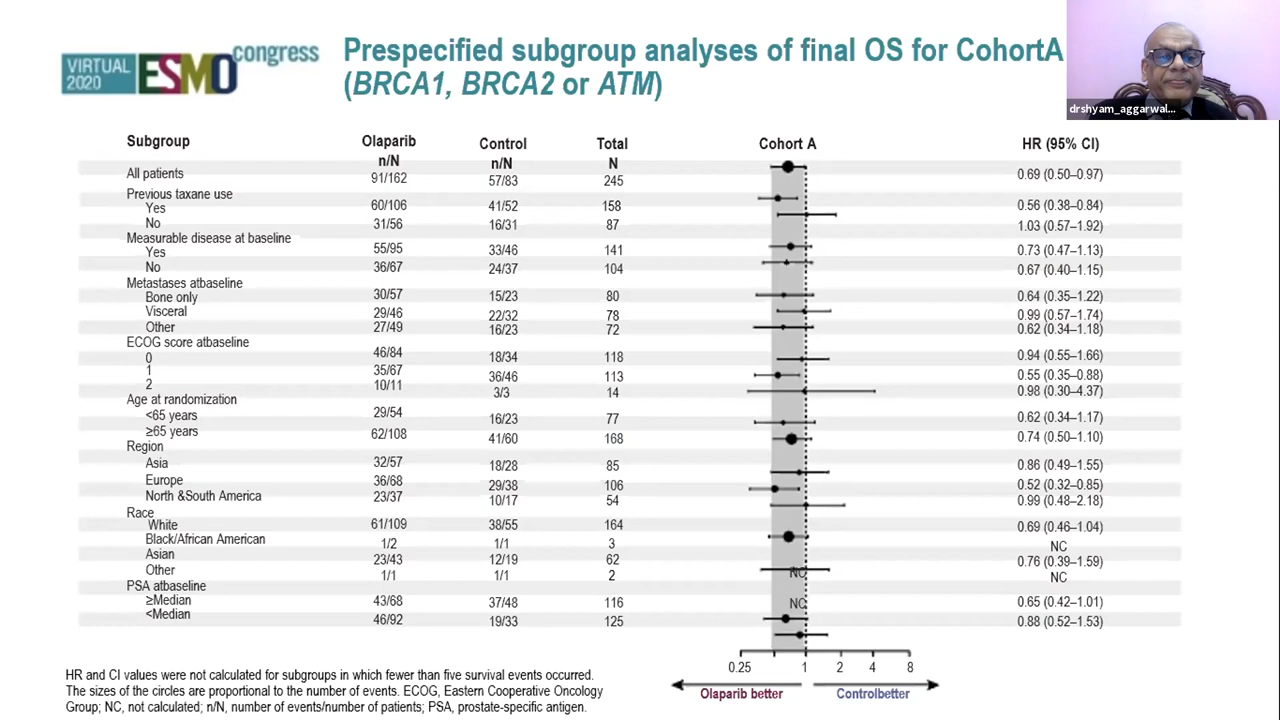 VIRTUAL 2020 ESMO congress
Prespecified subgroup analyses of final OS for CohortA
(BRCA1, BRCA2 or ATM)
drshyam_aggarwal...
Subgroup Olaparib Control Total Cohort A HR (95% CI)
n/N n/N N
All patients 91/162 57/83 245 0.69 (0.50–0.97)
Previous taxane use
Yes 60/106 41/52 158 0.56 (0.38–0.84)
No 31/56 16/31 87 1.03 (0.57–1.92)
Measurable disease at baseline
Yes 55/95 33/46 141 0.73 (0.47–1.13)
No 36/67 24/37 104 0.67 (0.40–1.15)
Metastases atbaseline
Bone only 30/57 15/23 80 0.64 (0.35–1.22)
Visceral 29/46 22/32 78 0.99 (0.57–1.74)
Other 27/49 16/23 72 0.62 (0.34–1.18)
ECOG score atbaseline
0 46/84 18/34 118 0.94 (0.55–1.66)
1 35/67 36/46 113 0.55 (0.35–0.88)
2 10/11 3/3 14 0.98 (0.30–4.37)
Age at randomization
<65 years 29/54 16/23 77 0.62 (0.34–1.17)
≥65 years 62/108 41/60 168 0.74 (0.50–1.10)
Region
Asia 32/57 18/28 85 0.86 (0.49–1.55)
Europe 36/68 29/38 106 0.52 (0.32–0.85)
North &South America 23/37 10/17 54 0.99 (0.48–2.18)
Race
White 61/109 38/55 164 0.69 (0.46–1.04)
Black/African American 1/2 1/1 3 NC
Asian 23/43 12/19 62 0.76 (0.39–1.59)
Other 1/1 1/1 2 NC NC
PSA atbaseline
≥Median 43/68 37/48 116 NC 0.65 (0.42–1.01)
<Median 46/92 19/33 125 0.88 (0.52–1.53)
0.25 1 2 4 8
Olaparib better Controlbetter
HR and CI values were not calculated for subgroups in which fewer than five survival events occurred.
The sizes of the circles are proportional to the number of events. ECOG, Eastern Cooperative Oncology
Group; NC, not calculated; n/N, number of events/number of patients; PSA, prostate-specific antigen.